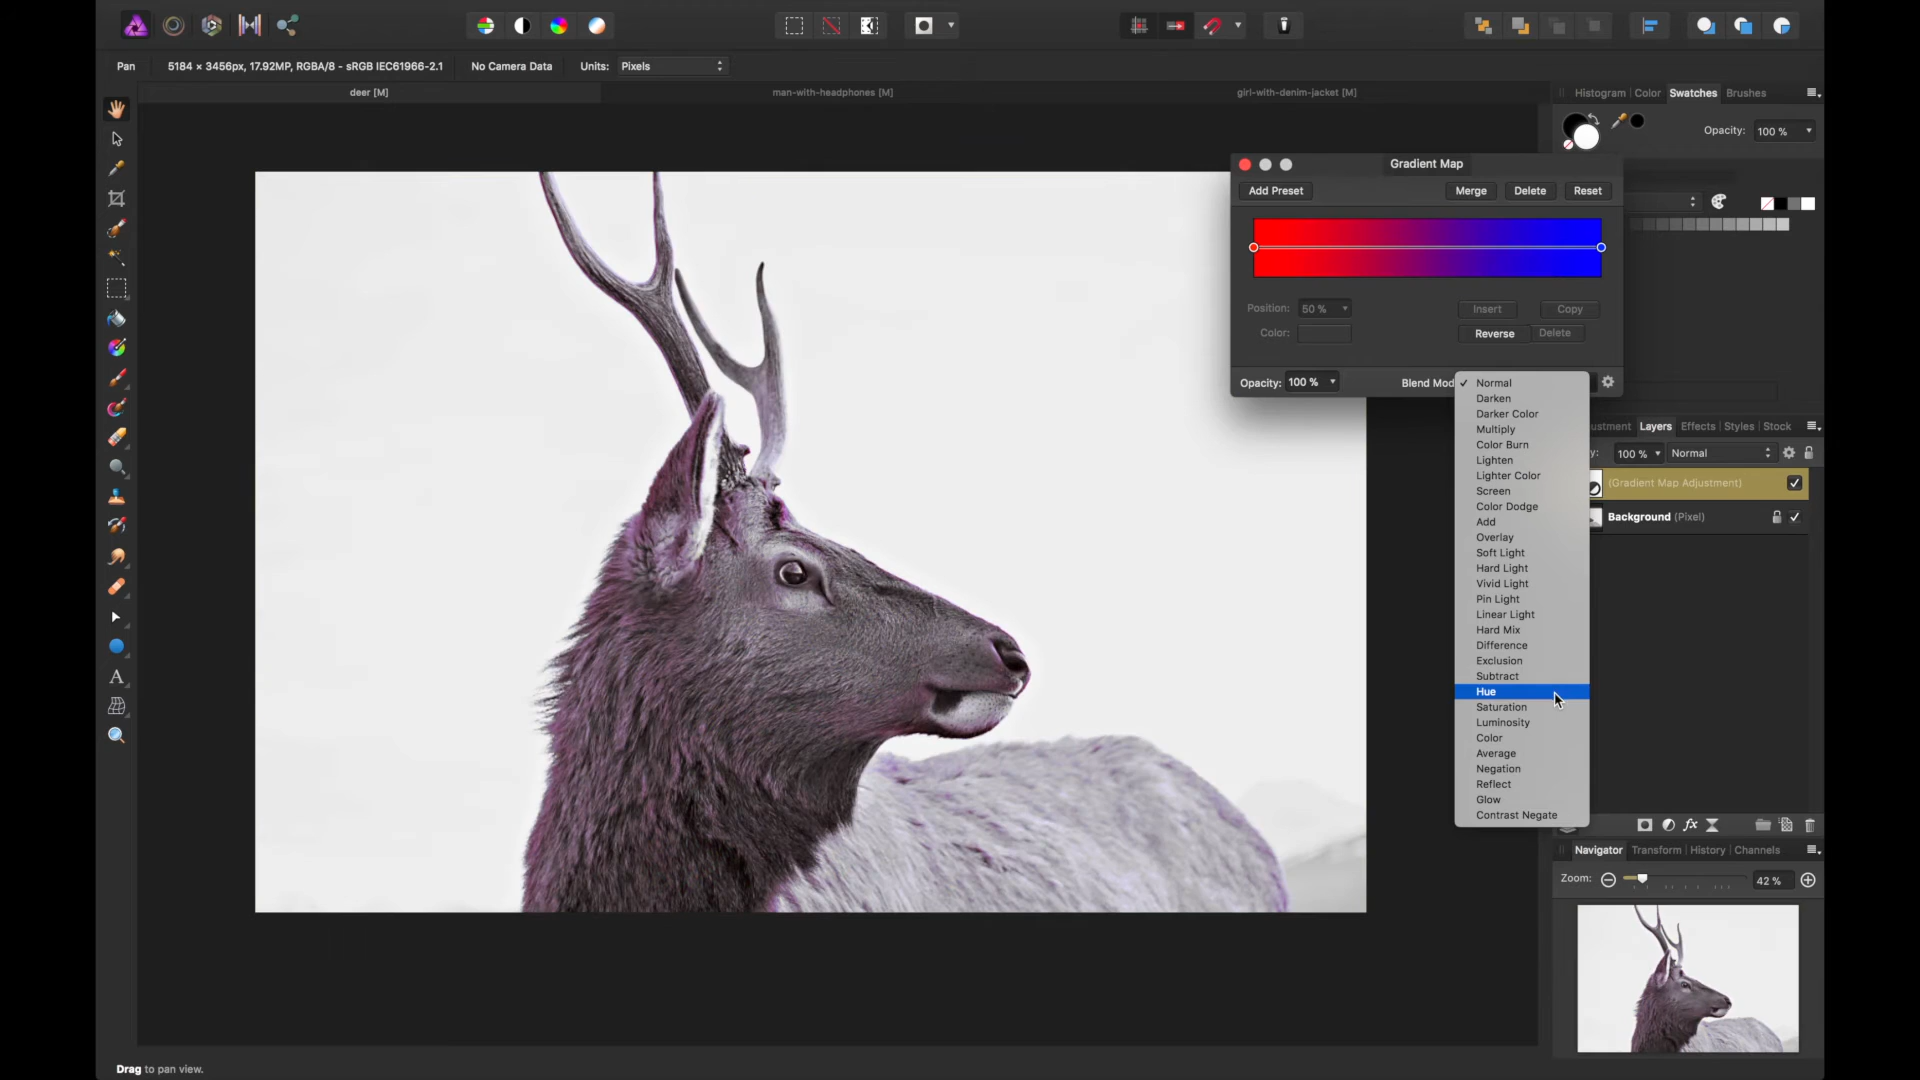 Pan
5184 × 3456px, 17.92MP, RGBA/8 - sRGB IEC61966-2.1
No Camera Data
Units:
Pixels
deer [M]
man-with-headphones [M]
girl-with-denim-jacket [M]
Histogram
Color
Swatches
Brushes
Opacity:
100 %
Gradient Map
Add Preset
Merge
Delete
Reset
Position:
50 %
Insert
Copy
Color:
Reverse
Delete
Opacity:
100 %
Blend Mod
Normal
Darken
Darker Color
Multiply
Color Burn
Lighten
Lighter Color
Screen
Color Dodge
Add
Overlay
Soft Light
Hard Light
Vivid Light
Pin Light
Linear Light
Hard Mix
Difference
Exclusion
Subtract
Hue
Saturation
Luminosity
Color
Average
Negation
Reflect
Glow
Contrast Negate
ustment
Layers
Effects
Styles
Stock
y:
100 %
Normal
(Gradient Map Adjustment)
Background (Pixel)
fx
Navigator
Transform
History
Channels
Zoom:
42 %
A
Drag to pan view.